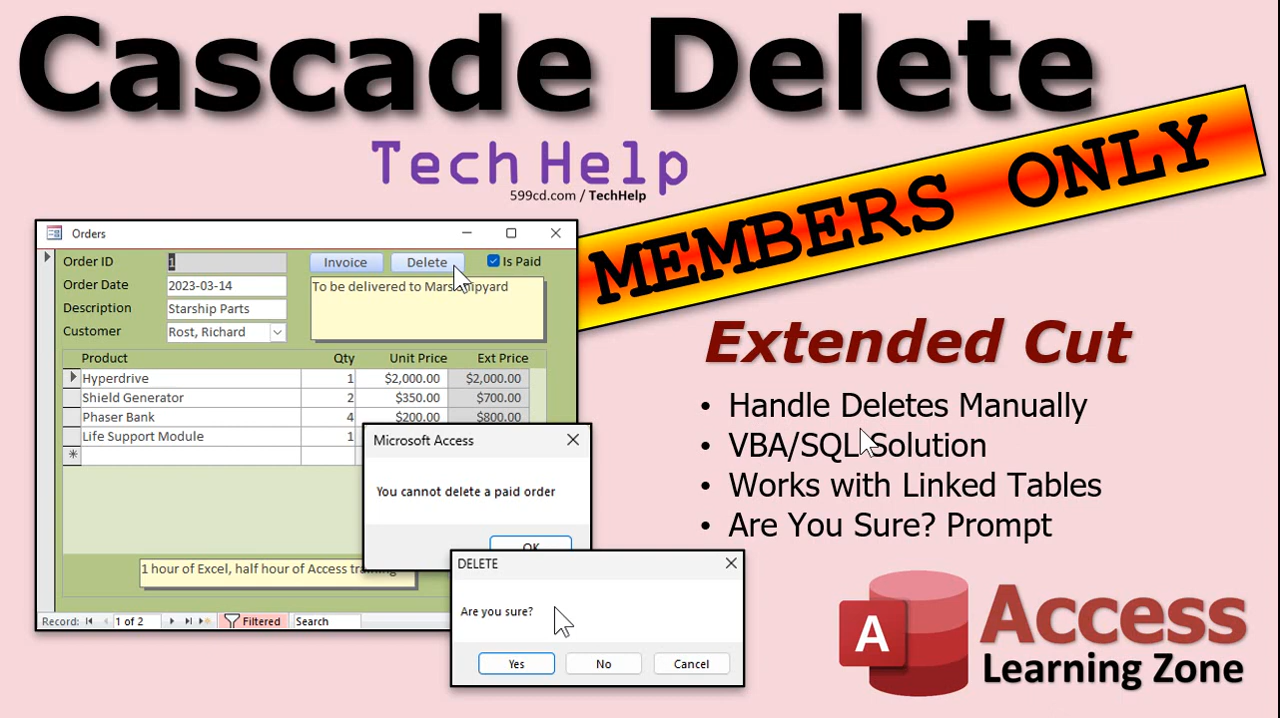 Cascade Delete
TechHelp
599cd.com / TechHelp
MEMBERS ONLY
Orders
Order ID 1 Invoice Delete Is Paid
Order Date 2023-03-14 To be delivered to Mars Shipyard
Description Starship Parts
Customer Rost, Richard
Product Qty Unit Price Ext Price
Hyperdrive 1 $2,000.00 $2,000.00
Shield Generator 2 $350.00 $700.00
Phaser Bank 4 $200.00 $800.00
Life Support Module 1
Microsoft Access
You cannot delete a paid order
OK
1 hour of Excel, half hour of Access training
Record: 1 of 2 Filtered Search
DELETE
Are you sure?
Yes No Cancel
Extended Cut
• Handle Deletes Manually
• VBA/SQL Solution
• Works with Linked Tables
• Are You Sure? Prompt
A
Access
Learning Zone